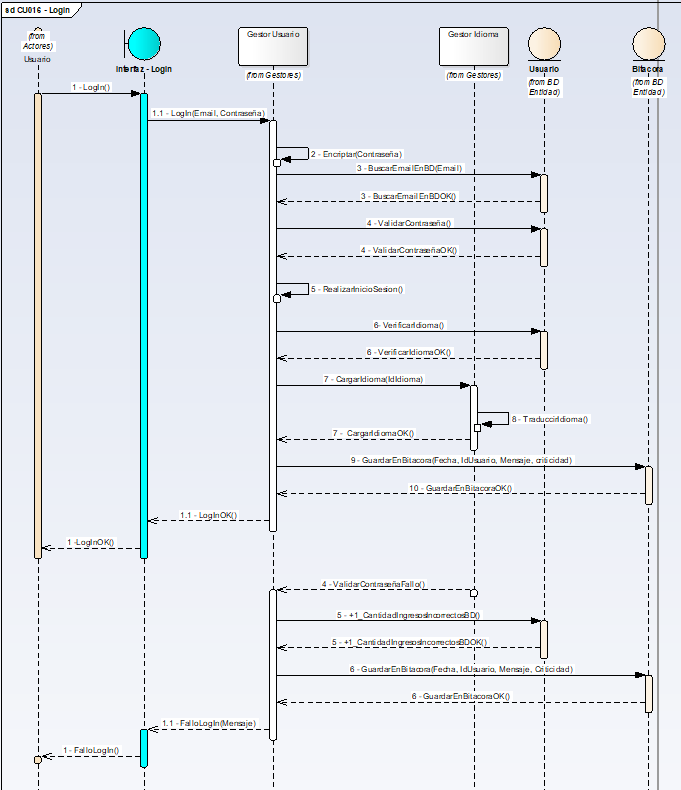 sd CU016 - LogIn
(from
Actores)
Usuario
Interfaz - LogIn
Gestor Usuario
(from Gestores)
Gestor Idioma
(from Gestores)
Usuario
(from BD
Entidad)
Bitacora
(from BD
Entidad)
1 - LogIn()
1.1 - LogIn(Email, Contraseña)
2 - Encriptar(Contraseña)
3 - BuscarEmailEnBD(Email)
3 - BuscarEmailEnBDOK()
4 - ValidarContraseña()
4 - ValidarContraseñaOK()
5 - RealizarInicioSesion()
6- VerificarIdioma()
6 - VerificarIdiomaOK()
7 - CargarIdioma(IdIdioma)
8 - TraduccirIdioma()
7 - CargarIdiomaOK()
9 - GuardarEnBitacora(Fecha, IdUsuario, Mensaje, criticidad)
10 - GuardarEnBitacoraOK()
1.1 - LogInOK()
1 -LogInOK()
4 - ValidarContraseñaFallo()
5 - +1_CantidadIngresosIncorrectosBD()
5 - +1_CantidadIngresosIncorrectosBDOK()
6 - GuardarEnBitacora(Fecha, IdUsuario, Mensaje, Criticidad)
6 - GuardarEnBitacoraOK()
1.1 - FalloLogIn(Mensaje)
1 - FalloLogIn()